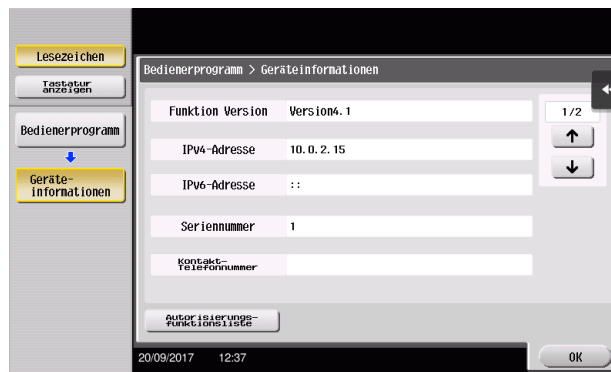 Lesezeichen
Tastatur
anzeigen
Bedienerprogramm
Geräte-
informationen
Bedienerprogramm > Geräteinformationen
1/2
Funktion Version Version4.1
IPv4-Adresse 10.0.2.15
IPv6-Adresse ::
Seriennummer 1
Kontakt-
Telefonnummer
Autorisierungs-
funktionsliste
20/09/2017 12:37
OK